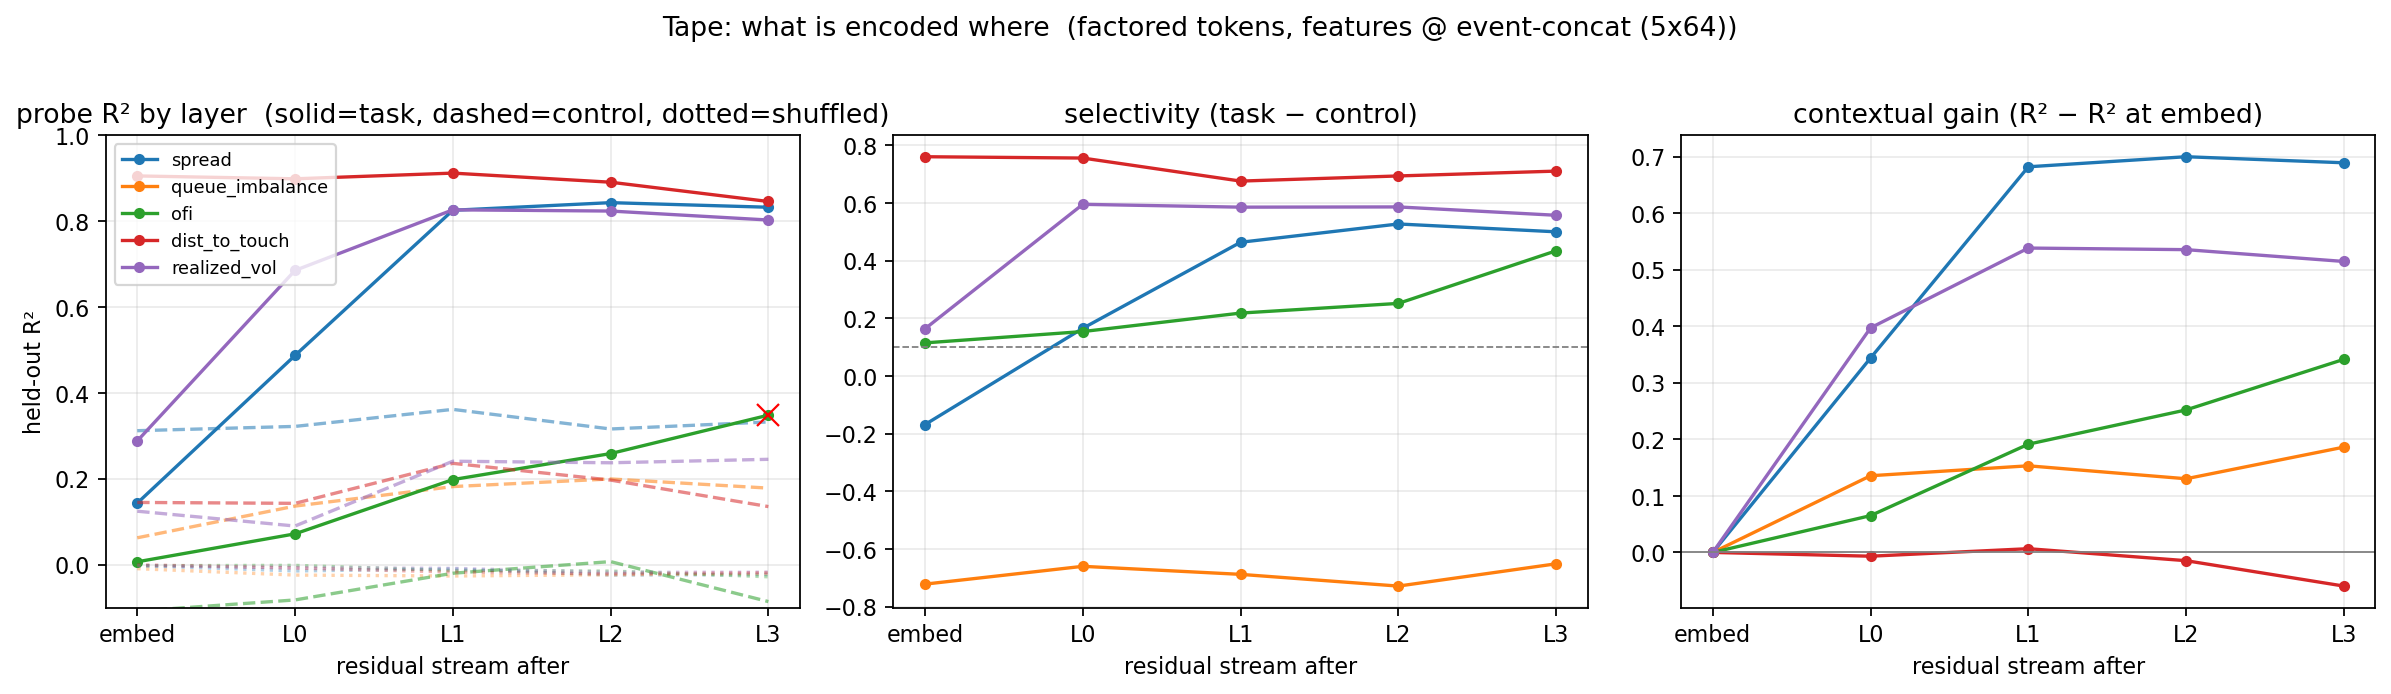 Tape: what is encoded where  (factored tokens, features @ event-concat (5x64))
probe R² by layer  (solid=task, dashed=control, dotted=shuffled)
1.0
0.8
0.6
0.4
0.2
0.0
held-out R²
spread
queue_imbalance
ofi
dist_to_touch
realized_vol
embed L0 L1 L2 L3
residual stream after
selectivity (task − control)
0.8
0.6
0.4
0.2
0.0
−0.2
−0.4
−0.6
−0.8
embed L0 L1 L2 L3
residual stream after
contextual gain (R² − R² at embed)
0.7
0.6
0.5
0.4
0.3
0.2
0.1
0.0
embed L0 L1 L2 L3
residual stream after